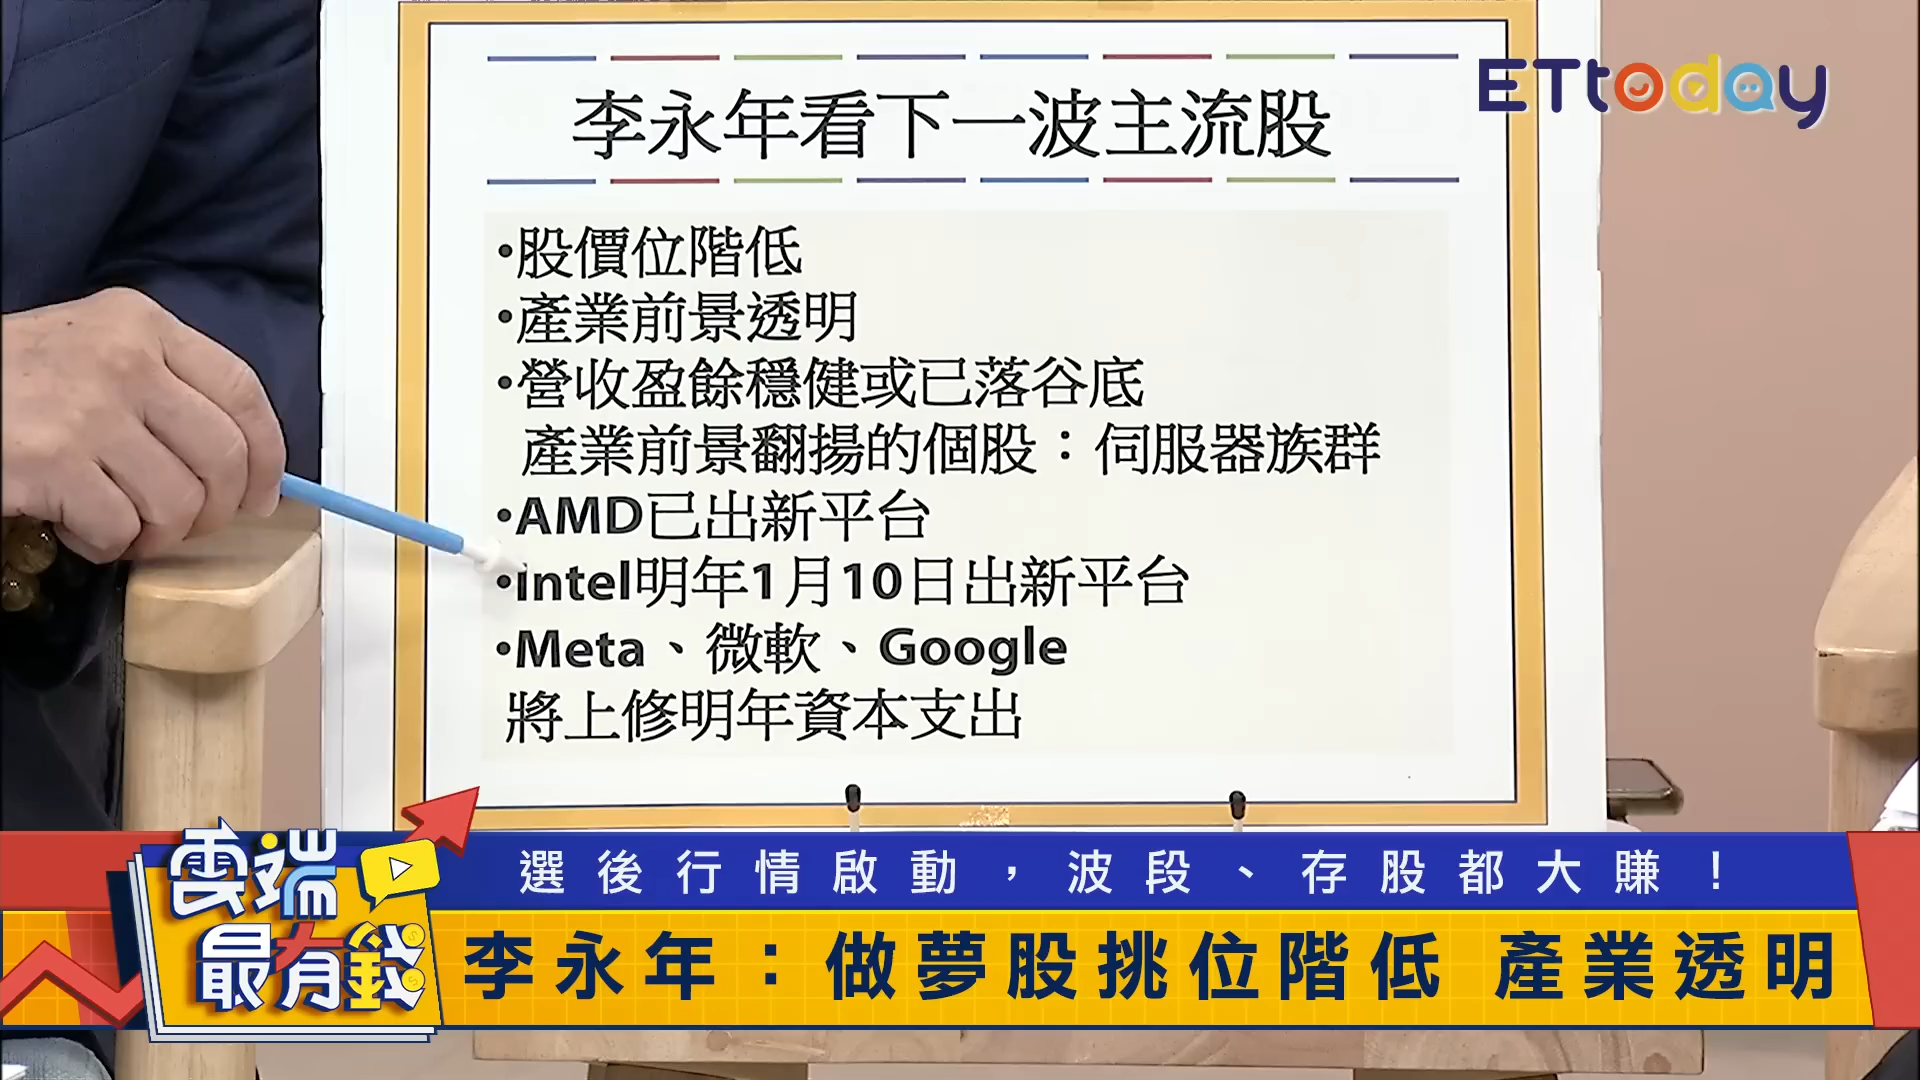 ETtoday
李永年看下一波主流股
•股價位階低
•產業前景透明
•營收盈餘穩健或已落谷底
產業前景翻揚的個股：伺服器族群
•AMD已出新平台
•Intel明年1月10日出新平台
•Meta、微軟、Google
將上修明年資本支出
選後行情啟動，波段、存股都大賺！
雲端
最有錢
李永年：做夢股挑位階低 產業透明